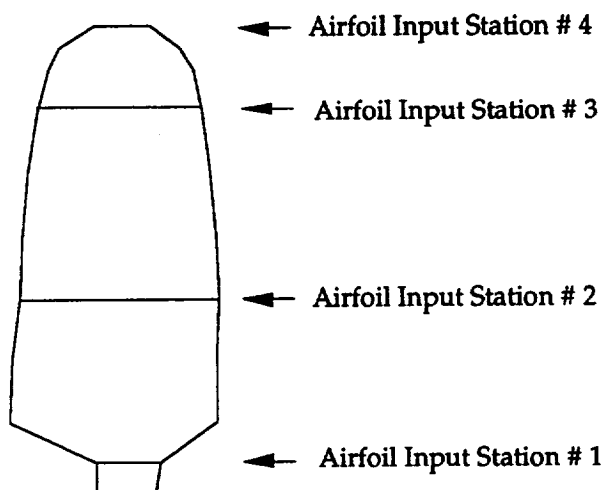 Airfoil Input Station # 4
Airfoil Input Station # 3
Airfoil Input Station # 2
Airfoil Input Station # 1